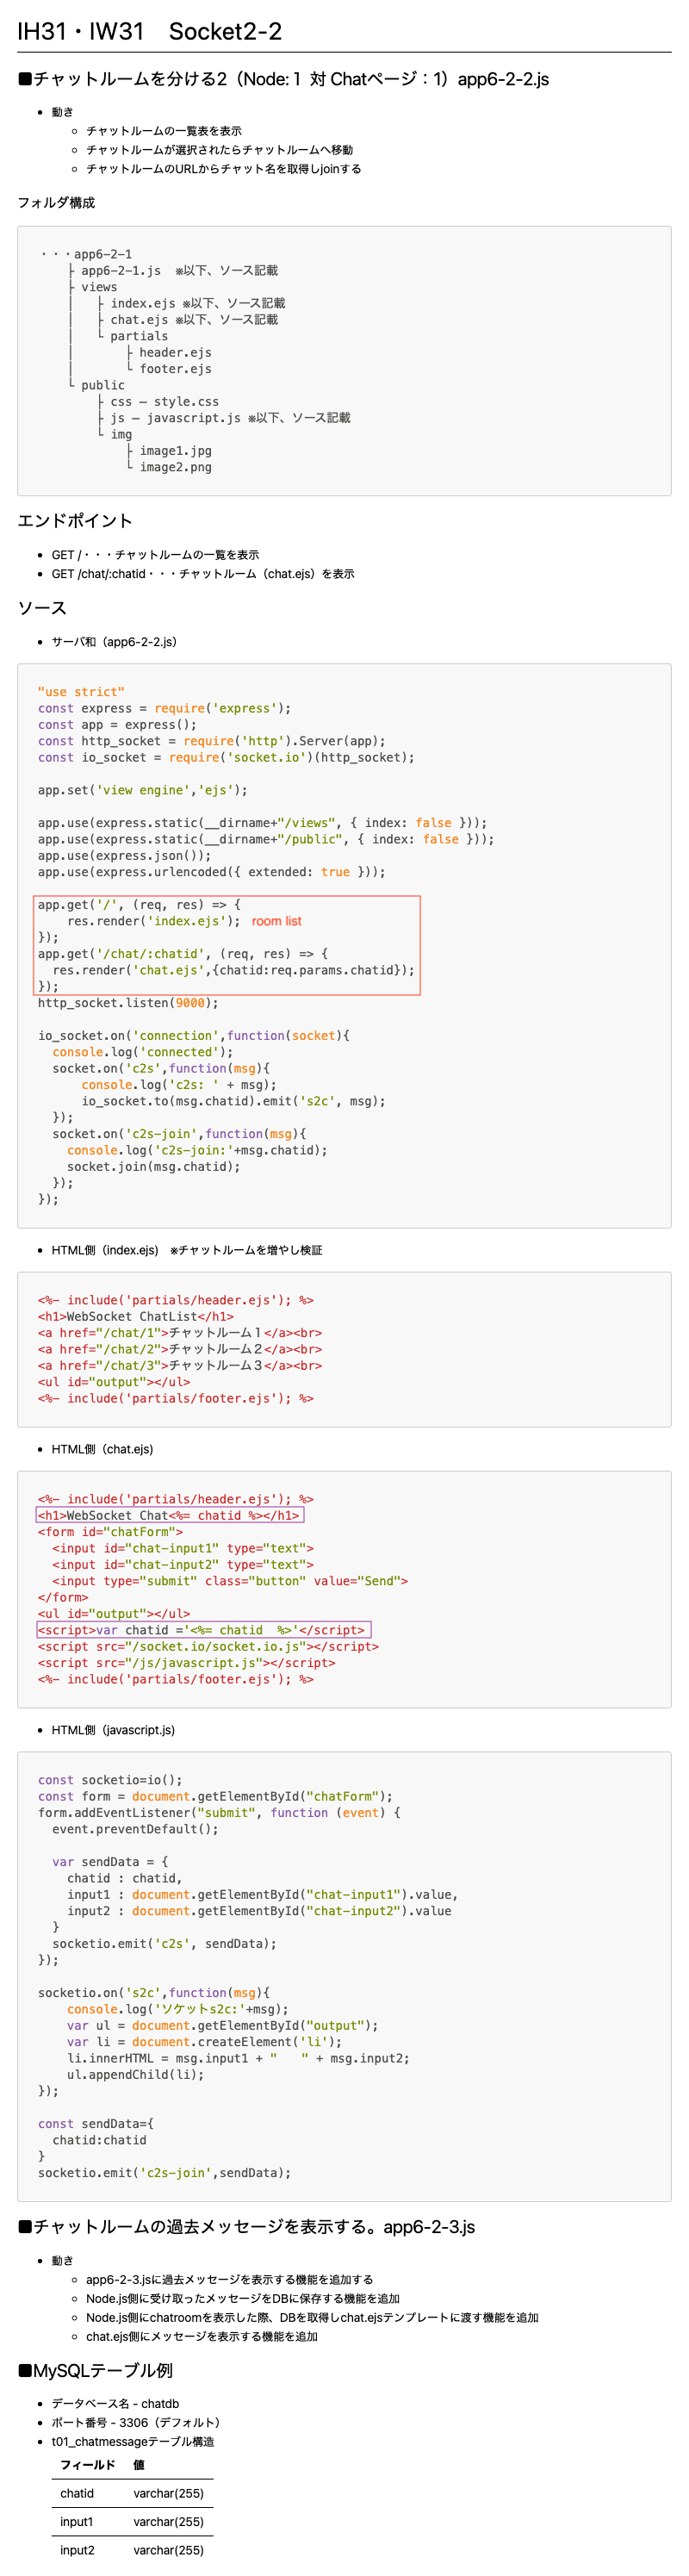 IH31・IW31　Socket2-2
■チャットルームを分ける2（Node:１ 対 Chatページ：1）app6-2-2.js
• 動き
◦ チャットルームの一覧表を表示
◦ チャットルームが選択されたらチャットルームへ移動
◦ チャットルームのURLからチャット名を取得しjoinする
フォルダ構成
・・・app6-2-1
    ├ app6-2-1.js  ※以下、ソース記載
    ├ views
    │   ├ index.ejs ※以下、ソース記載
    │   ├ chat.ejs ※以下、ソース記載
    │   └ partials
    │       ├ header.ejs
    │       └ footer.ejs
    └ public
        ├ css – style.css
        ├ js – javascript.js ※以下、ソース記載
        └ img
            ├ image1.jpg
            └ image2.png
エンドポイント
• GET /・・・チャットルームの一覧を表示
• GET /chat/:chatid・・・チャットルーム（chat.ejs）を表示
ソース
• サーバ和（app6-2-2.js）
"use strict"
const express = require('express');
const app = express();
const http_socket = require('http').Server(app);
const io_socket = require('socket.io')(http_socket);
app.set('view engine','ejs');
app.use(express.static(__dirname+"/views", { index: false }));
app.use(express.static(__dirname+"/public", { index: false }));
app.use(express.json());
app.use(express.urlencoded({ extended: true }));
app.get('/', (req, res) => {
    res.render('index.ejs'); room list
});
app.get('/chat/:chatid', (req, res) => {
  res.render('chat.ejs',{chatid:req.params.chatid});
});
http_socket.listen(9000);
io_socket.on('connection',function(socket){
  console.log('connected');
  socket.on('c2s',function(msg){
      console.log('c2s: ' + msg);
      io_socket.to(msg.chatid).emit('s2c', msg);
  });
  socket.on('c2s-join',function(msg){
    console.log('c2s-join:'+msg.chatid);
    socket.join(msg.chatid);
  });
});
• HTML側（index.ejs)　※チャットルームを増やし検証
<%- include('partials/header.ejs'); %>
<h1>WebSocket ChatList</h1>
<a href="/chat/1">チャットルーム１</a><br>
<a href="/chat/2">チャットルーム２</a><br>
<a href="/chat/3">チャットルーム３</a><br>
<ul id="output"></ul>
<%- include('partials/footer.ejs'); %>
• HTML側（chat.ejs)
<%- include('partials/header.ejs'); %>
<h1>WebSocket Chat<%= chatid %></h1>
<form id="chatForm">
  <input id="chat-input1" type="text">
  <input id="chat-input2" type="text">
  <input type="submit" class="button" value="Send">
</form>
<ul id="output"></ul>
<script>var chatid ='<%= chatid  %>'</script>
<script src="/socket.io/socket.io.js"></script>
<script src="/js/javascript.js"></script>
<%- include('partials/footer.ejs'); %>
• HTML側（javascript.js)
const socketio=io();
const form = document.getElementById("chatForm");
form.addEventListener("submit", function (event) {
  event.preventDefault();
  var sendData = {
    chatid : chatid,
    input1 : document.getElementById("chat-input1").value,
    input2 : document.getElementById("chat-input2").value
  }
  socketio.emit('c2s', sendData);
});
socketio.on('s2c',function(msg){
    console.log('ソケットs2c:'+msg);
    var ul = document.getElementById("output");
    var li = document.createElement('li');
    li.innerHTML = msg.input1 + "   " + msg.input2;
    ul.appendChild(li);
});
const sendData={
  chatid:chatid
}
socketio.emit('c2s-join',sendData);
■チャットルームの過去メッセージを表示する。app6-2-3.js
• 動き
◦ app6-2-3.jsに過去メッセージを表示する機能を追加する
◦ Node.js側に受け取ったメッセージをDBに保存する機能を追加
◦ Node.js側にchatroomを表示した際、DBを取得しchat.ejsテンプレートに渡す機能を追加
◦ chat.ejs側にメッセージを表示する機能を追加
■MySQLテーブル例
• データベース名 - chatdb
• ポート番号 - 3306（デフォルト）
• t01_chatmessageテーブル構造
フィールド 値
chatid varchar(255)
input1 varchar(255)
input2 varchar(255)